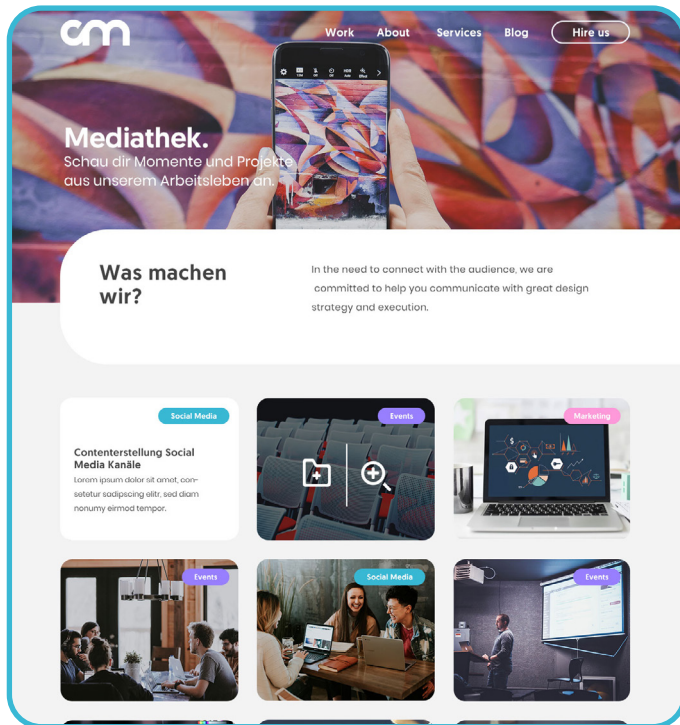 cm
Work About Services Blog Hire us
Mediathek.
Schau dir Momente und Projekte
aus unserem Arbeitsleben an.
Was machen
wir?
In the need to connect with the audience, we are
committed to help you communicate with great design
strategy and execution.
Social Media
Contenterstellung Social
Media Kanäle
Lorem ipsum dolor sit amet, con-
setetur sadipscing elitr, sed diam
nonumy eirmod tempor.
Events
Marketing
Events
Social Media
Events